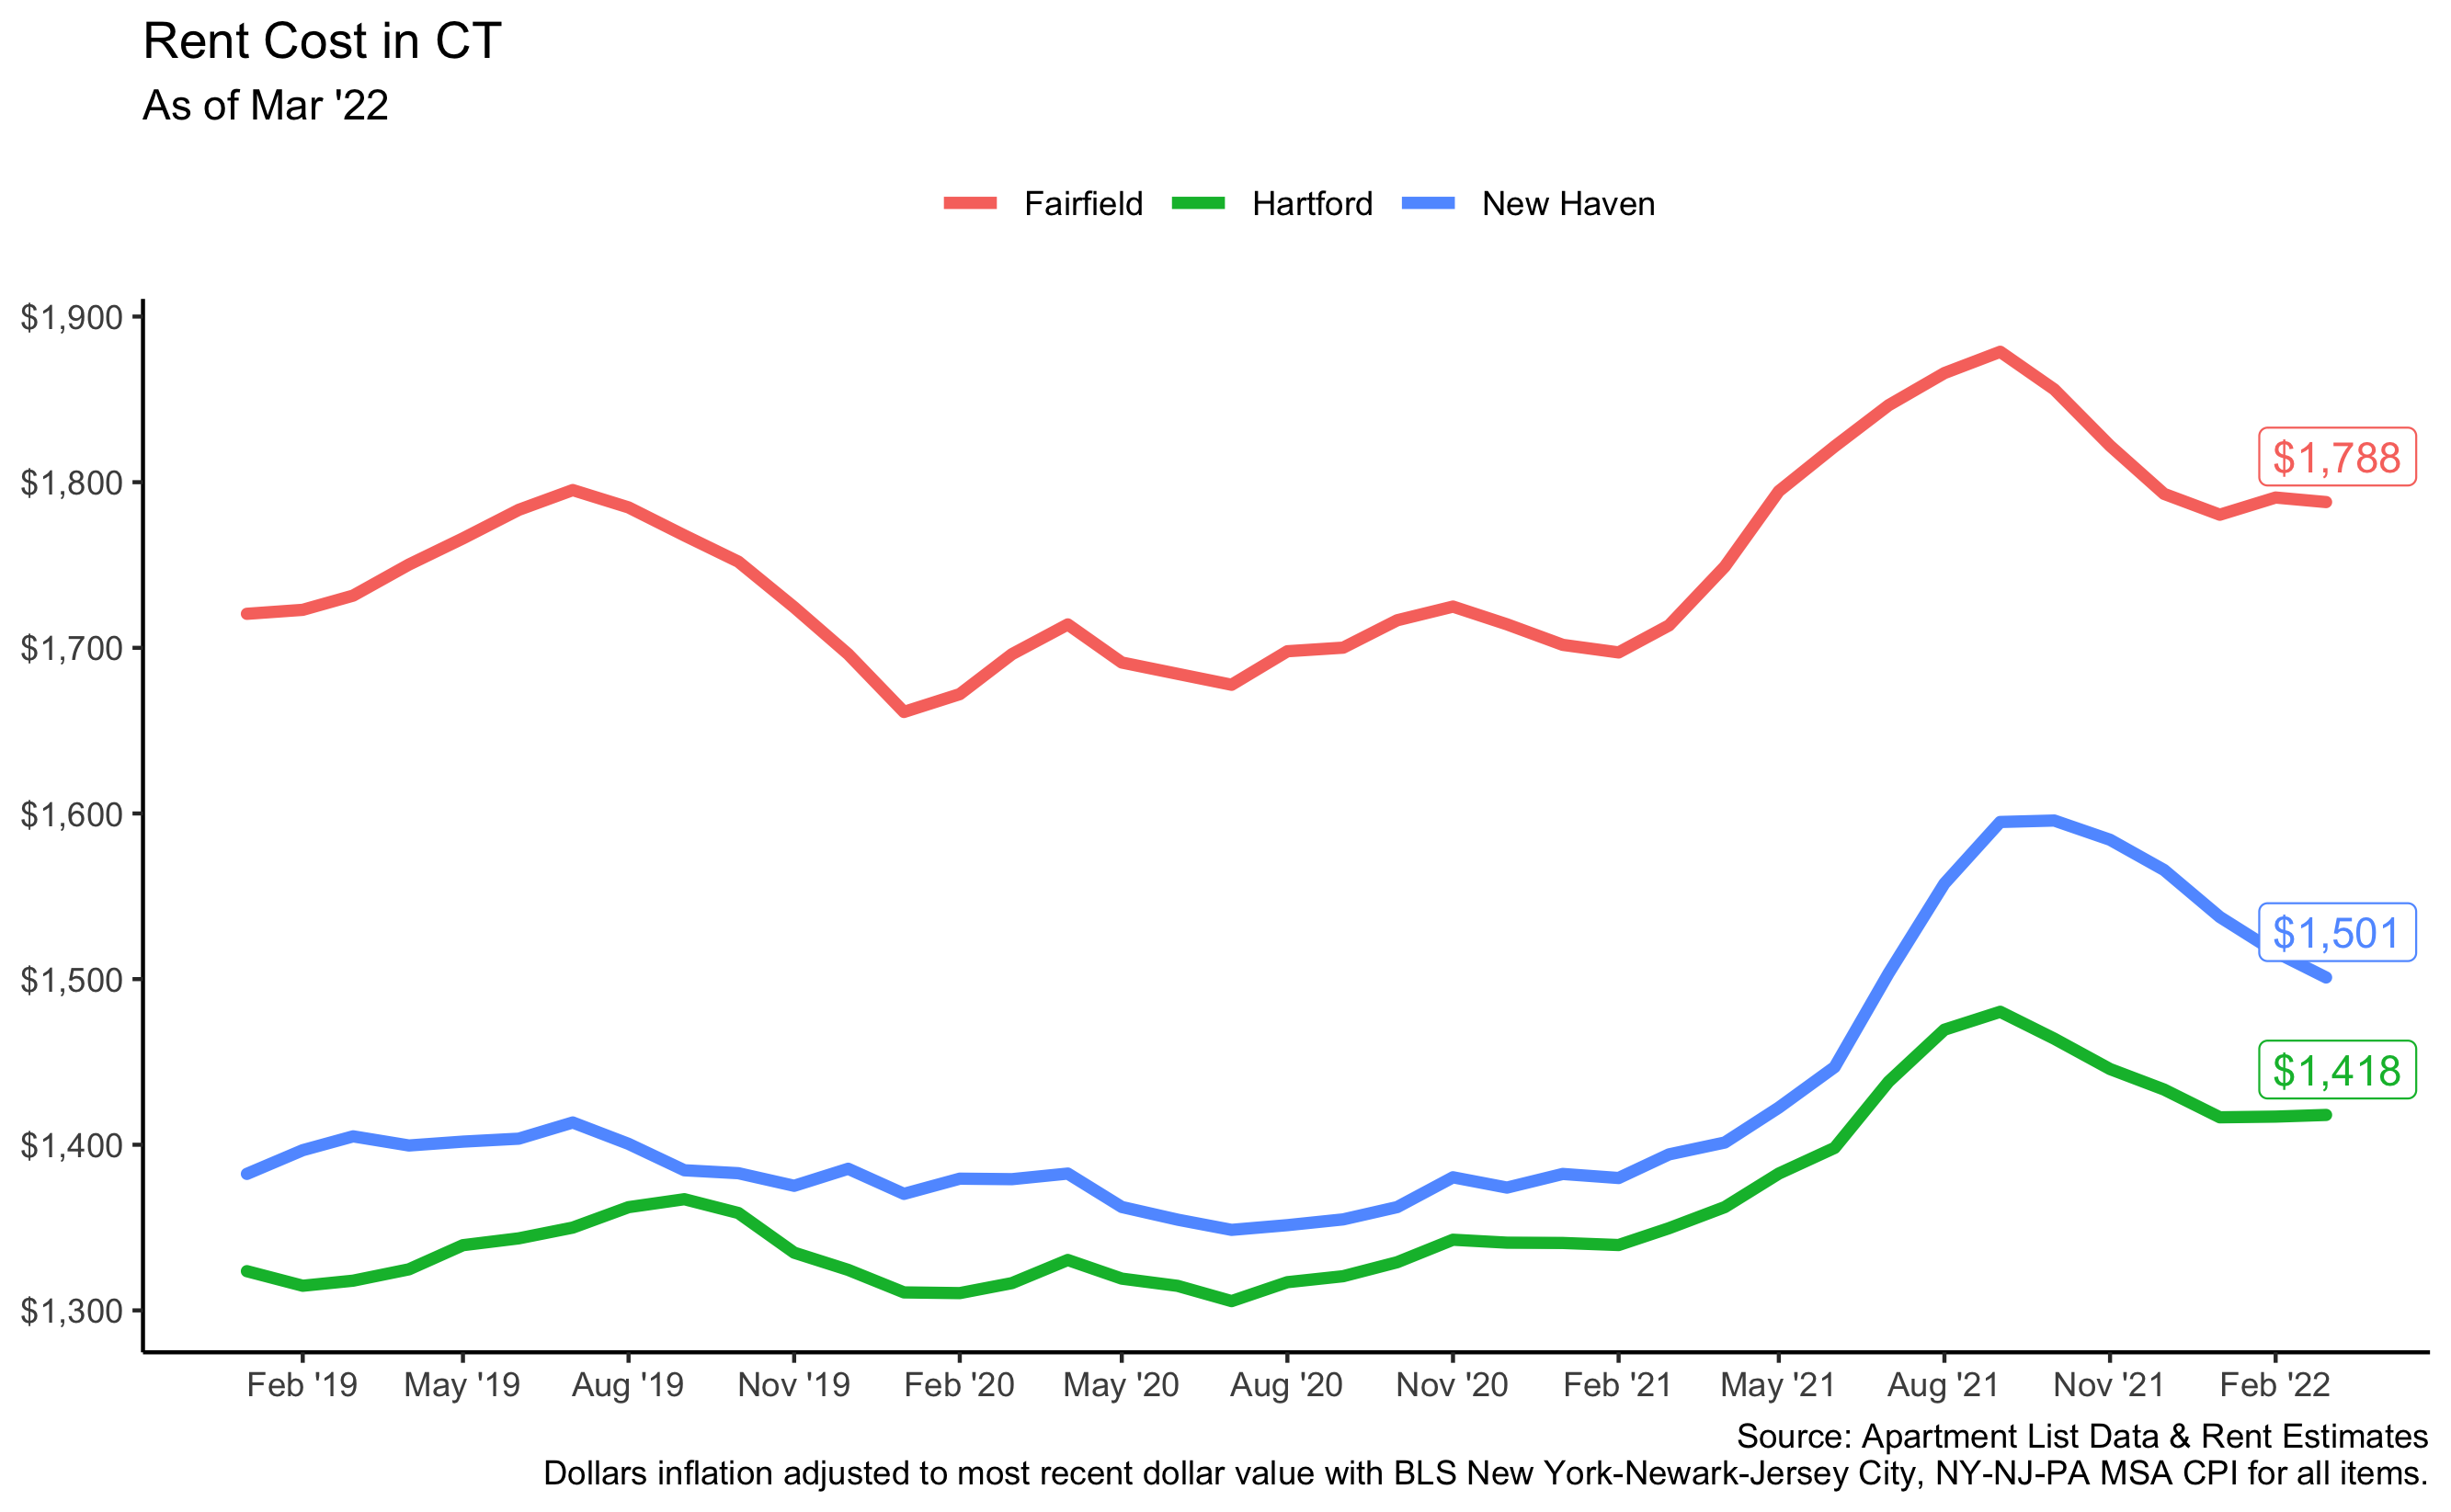 Rent Cost in CT
As of Mar '22
Fairfield Hartford New Haven
$1,900
$1,800
$1,700
$1,600
$1,500
$1,400
$1,300
$1,788
$1,501
$1,418
Feb '19 May '19 Aug '19 Nov '19 Feb '20 May '20 Aug '20 Nov '20 Feb '21 May '21 Aug '21 Nov '21 Feb '22
Source: Apartment List Data & Rent Estimates
Dollars inflation adjusted to most recent dollar value with BLS New York-Newark-Jersey City, NY-NJ-PA MSA CPI for all items.